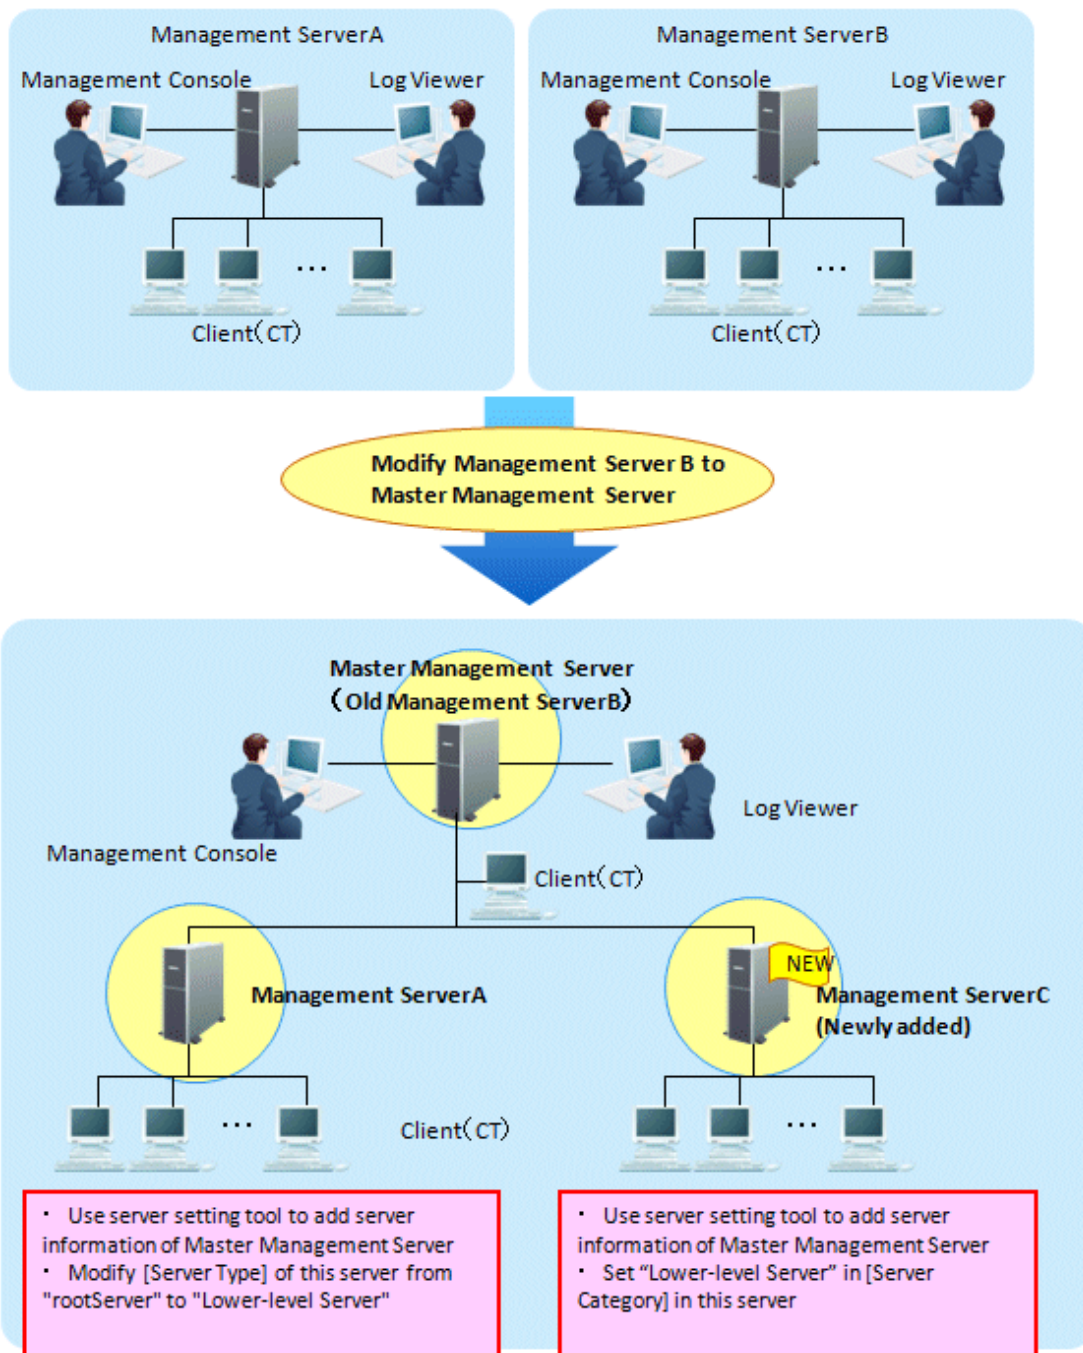 Management ServerA
Management Console
Log Viewer
Client(CT)
Management ServerB
Management Console
Log Viewer
Client(CT)
Modify Management Server B to
Master Management Server
Master Management Server
(Old Management ServerB)
Management Console
Log Viewer
Client(CT)
Management ServerA
NEW
Management ServerC
(Newly added)
Client(CT)
・ Use server setting tool to add server
information of Master Management Server
・ Modify [Server Type] of this server from
"rootServer" to "Lower-level Server"
・ Use server setting tool to add server
information of Master Management Server
・ Set “Lower-level Server” in [Server
Category] in this server